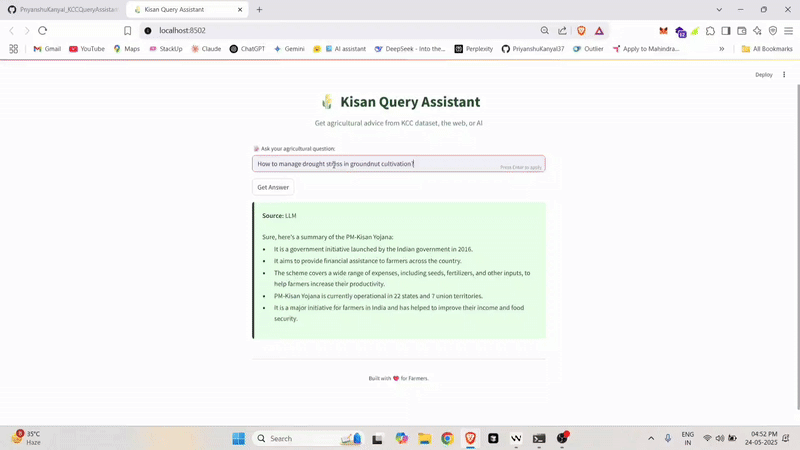 PriyanshuKanyal_KCCQueryAssistan
Kisan Query Assistant
localhost:8502
Gmail
YouTube
Maps
StackUp
Claude
ChatGPT
Gemini
AI assistant
DeepSeek - Into the...
Perplexity
PriyanshuKanyal37
Outlier
Apply to Mahindra...
All Bookmarks
Deploy
Kisan Query Assistant
Get agricultural advice from KCC dataset, the web, or AI
Ask your agricultural question:
How to manage drought stress in groundnut cultivation?
Press Enter to apply
Get Answer
Source: LLM
Sure, here's a summary of the PM-Kisan Yojana:
• It is a government initiative launched by the Indian government in 2016.
• It aims to provide financial assistance to farmers across the country.
• The scheme covers a wide range of expenses, including seeds, fertilizers, and other inputs, to
help farmers increase their productivity.
• PM-Kisan Yojana is currently operational in 22 states and 7 union territories.
• It is a major initiative for farmers in India and has helped to improve their income and food
security.
Built with ❤️ for Farmers.
35°C
Haze
Search
ENG
IN
04:52 PM
24-05-2025